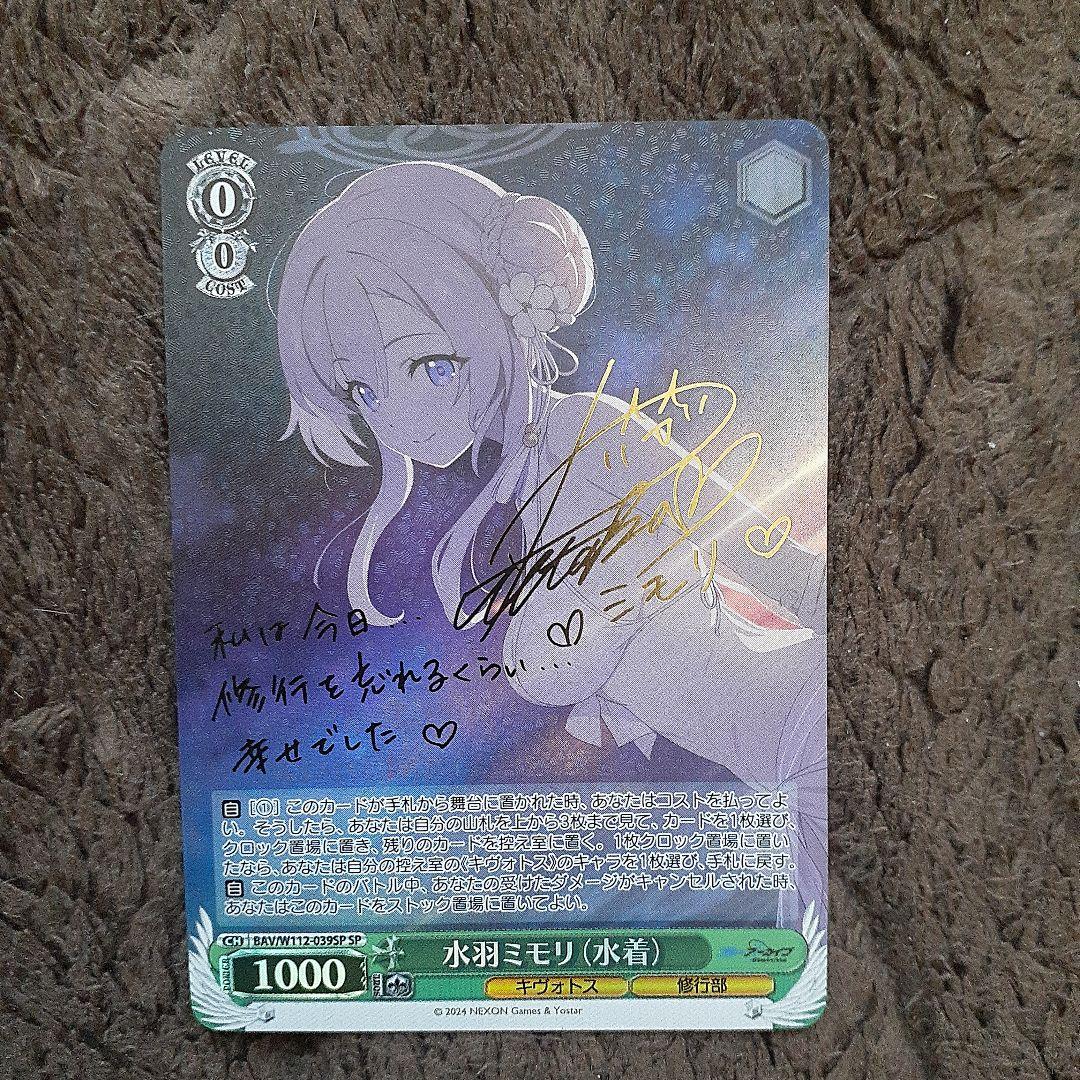 LEVEL
0
0
COST
ミモリ
私は今日...
修行を忘れるくらい...
幸せでした♡
自 [①] このカードが手札から舞台に置かれた時、あなたはコストを払ってよ
い。そうしたら、あなたは自分の山札を上から3枚まで見て、カードを1枚選び、
クロック置場に置き、残りのカードを控え室に置く。1枚クロック置場に置い
たなら、あなたは自分の控え室の《キヴォトス》のキャラを1枚選び、手札に戻す。
自 このカードのバトル中、あなたの受けたダメージがキャンセルされた時、
あなたはこのカードをストック置場に置いてよい。
CH BAV/W112-039SP SP
水羽ミモリ(水着)
1000
キヴォトス 修行部
© 2024 NEXON Games & Yostar